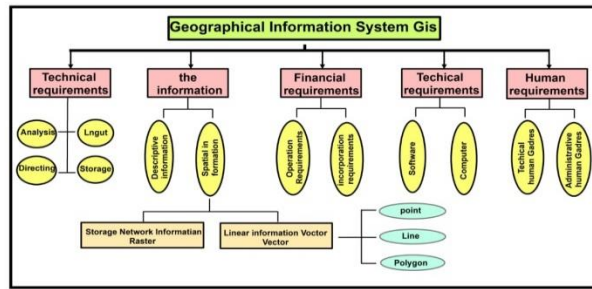 Geographical Information System Gis
Technical
requirements
the
information
Financial
requirements
Techical
requirements
Human
requirements
Analysis
Lngut
Directing
Storage
Descriptive
information
Spatial in
formation
Operation
Requirements
incorporation
requirements
Software
Computer
Techical
human Gadres
Administrative
human Gadres
Storage Network Information
Raster
Linear information Voctor
Vector
point
Line
Polygon